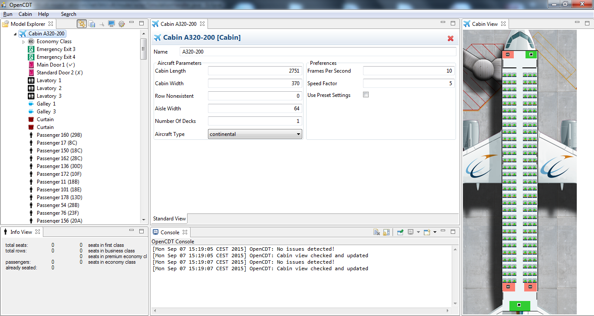 OpenCDT
Run Cabin Help Search
Model Explorer
Cabin A320-200
Economy Class
Emergency Exit 3
Emergency Exit 4
Main Door 1 (✓)
Standard Door 2 (✗)
Lavatory 1
Lavatory 2
Lavatory 3
Galley 1
Galley 3
Curtain
Curtain
Passenger 160 (29B)
Passenger 17 (8C)
Passenger 150 (28C)
Passenger 162 (28C)
Passenger 136 (30D)
Passenger 172 (10F)
Passenger 11 (18B)
Passenger 101 (18E)
Passenger 178 (13D)
Passenger 54 (28B)
Passenger 76 (23F)
Passenger 156 (20A)
Cabin A320-200
Cabin A320-200 [Cabin]
Name A320-200
Aircraft Parameters
Cabin Length 2751
Cabin Width 370
Row Nonexistent 0
Aisle Width 64
Number Of Decks 1
Aircraft Type continental
Preferences
Frames Per Second 10
Speed Factor 5
Use Preset Settings
Standard View
Cabin View
Info View
total seats: 0 0 seats in first class
total rows: 0 0 seats in business class
0 seats in premium economy cl
passengers: 0 0 seats in economy class
already seated: 0
Console
OpenCDT Console
[Mon Sep 07 15:19:05 CEST 2015] OpenCDT: No issues detected!
[Mon Sep 07 15:19:05 CEST 2015] OpenCDT: Cabin view checked and updated
[Mon Sep 07 15:19:07 CEST 2015] OpenCDT: No issues detected!
[Mon Sep 07 15:19:07 CEST 2015] OpenCDT: Cabin view checked and updated